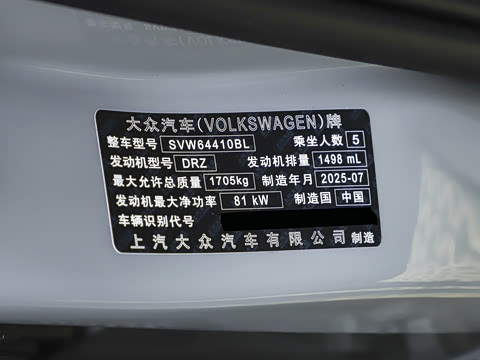 大众汽车(VOLKSWAGEN)牌
整车型号 SVW64410BL 乘坐人数 5
发动机型号 DRZ 发动机排量 1498 mL
最大允许总质量 1705kg 制造年月 2025-07
发动机最大净功率 81 kW 制造国 中国
车辆识别代号
上汽大众汽车有限公司 制造